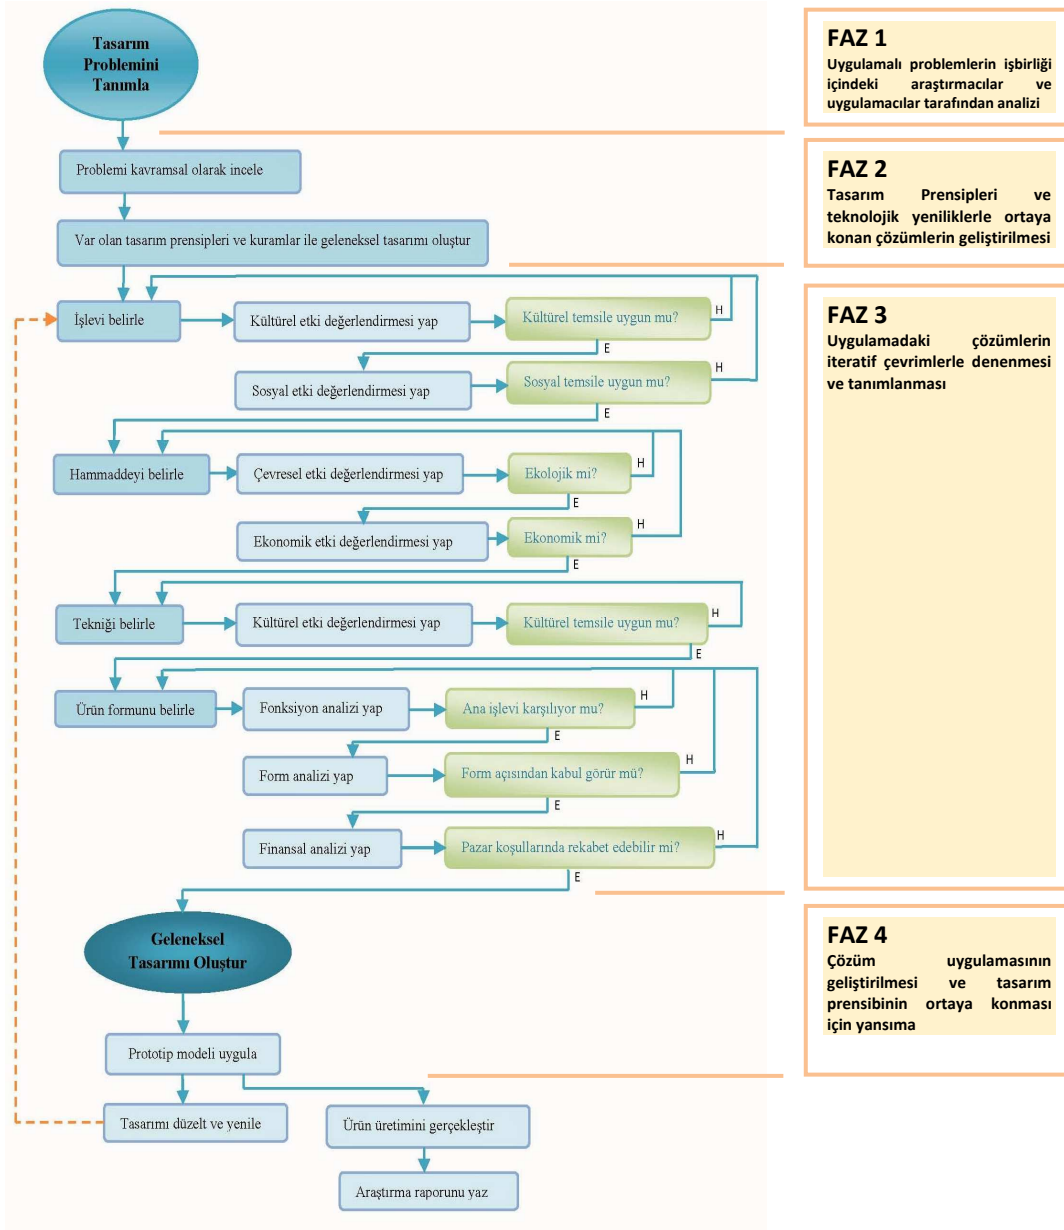 Tasarım
Problemini
Tanımla
FAZ 1
Uygulamalı problemlerin işbirliği
içindeki araştırmacılar ve
uygulamacılar tarafından analizi
Problemi kavramsal olarak incele
FAZ 2
Tasarım Prensipleri ve
teknolojik yeniliklerle ortaya
konan çözümlerin geliştirilmesi
Var olan tasarım prensipleri ve kuramlar ile geleneksel tasarımı oluştur
FAZ 3
Uygulamadaki çözümlerin
iteratif çevrimlerle denenmesi
ve tanımlanması
İşlevi belirle
Kültürel etki değerlendirmesi yap
Kültürel temsile uygun mu?
H
E
Sosyal etki değerlendirmesi yap
Sosyal temsile uygun mu?
H
E
Hammaddeyi belirle
Çevresel etki değerlendirmesi yap
Ekolojik mi?
H
E
Ekonomik etki değerlendirmesi yap
Ekonomik mi?
H
E
Tekniği belirle
Kültürel etki değerlendirmesi yap
Kültürel temsile uygun mu?
H
E
Ürün formunu belirle
Fonksiyon analizi yap
Ana işlevi karşılıyor mu?
H
E
Form analizi yap
Form açısından kabul görür mü?
H
E
Finansal analizi yap
Pazar koşullarında rekabet edebilir mi?
H
E
Geleneksel
Tasarımı Oluştur
FAZ 4
Çözüm uygulamasının
geliştirilmesi ve tasarım
prensibinin ortaya konması
için yansıma
Prototip modeli uygula
Tasarımı düzelt ve yenile
Ürün üretimini gerçekleştir
Araştırma raporunu yaz